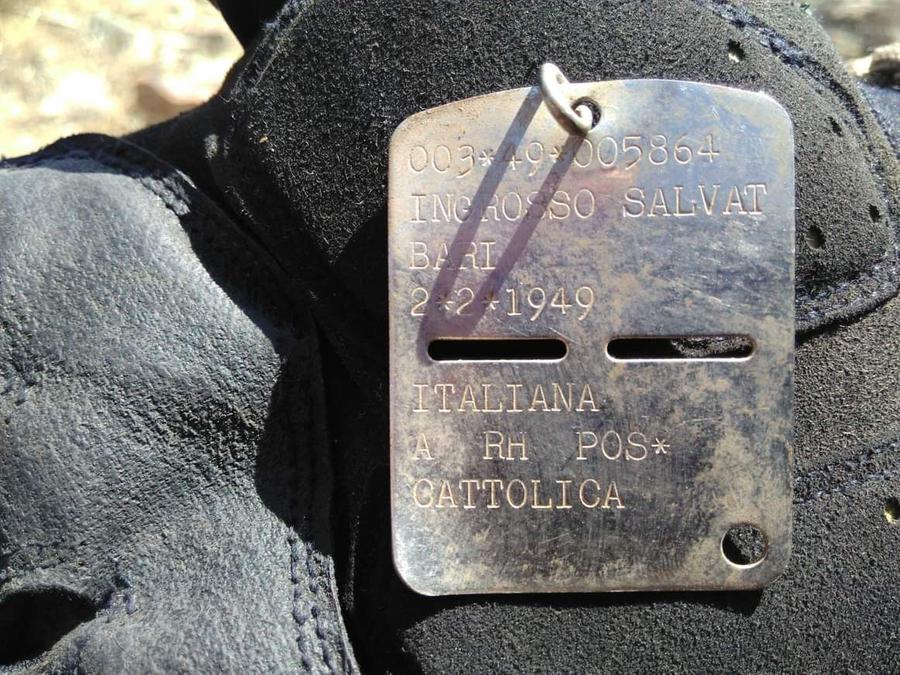 003*49*005864
INGROSSO SALVAT
BARI
2*2*1949
ITALIANA
A RH POS*
CATTOLICA